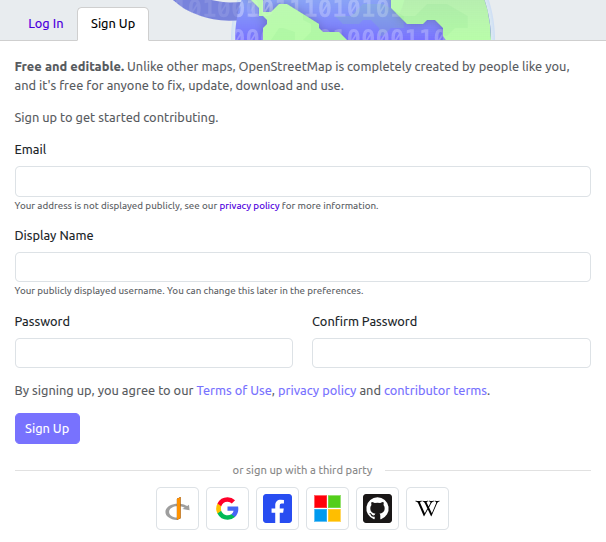 Log In
Sign Up
Free and editable. Unlike other maps, OpenStreetMap is completely created by people like you,
and it's free for anyone to fix, update, download and use.
Sign up to get started contributing.
Email
Your address is not displayed publicly, see our privacy policy for more information.
Display Name
Your publicly displayed username. You can change this later in the preferences.
Password
Confirm Password
By signing up, you agree to our Terms of Use, privacy policy and contributor terms.
Sign Up
or sign up with a third party